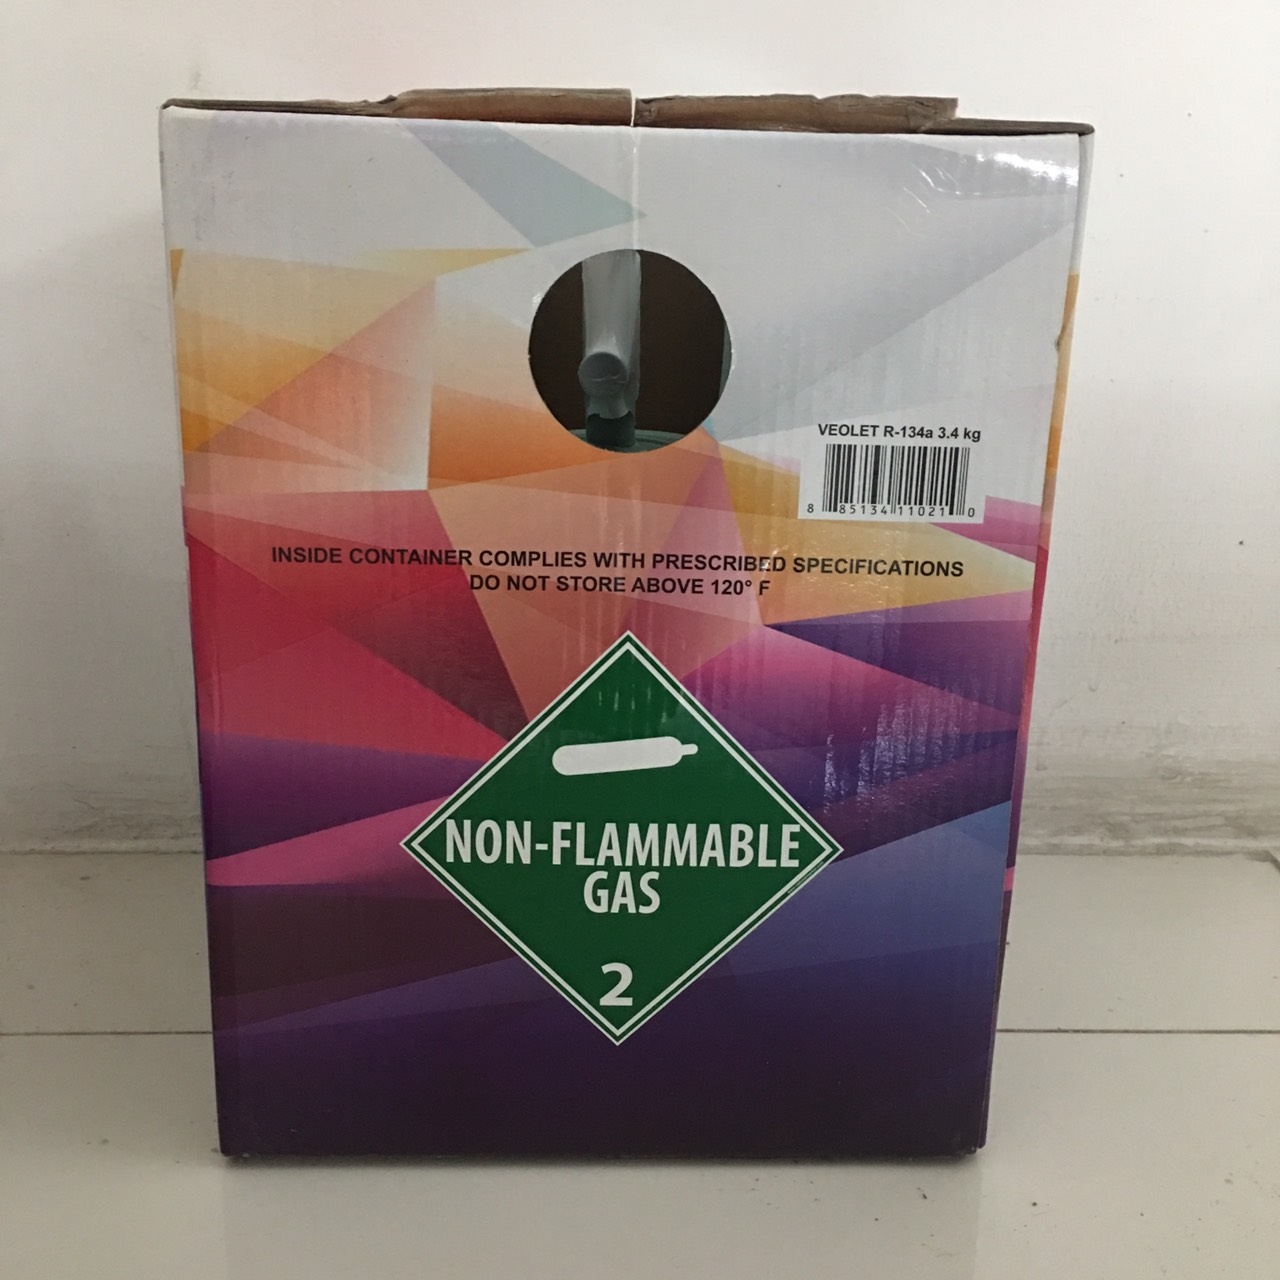 VEOLET R-134a 3.4 kg
8 85134 11021 0
INSIDE CONTAINER COMPLIES WITH PRESCRIBED SPECIFICATIONS
DO NOT STORE ABOVE 120° F
NON-FLAMMABLE
GAS
2